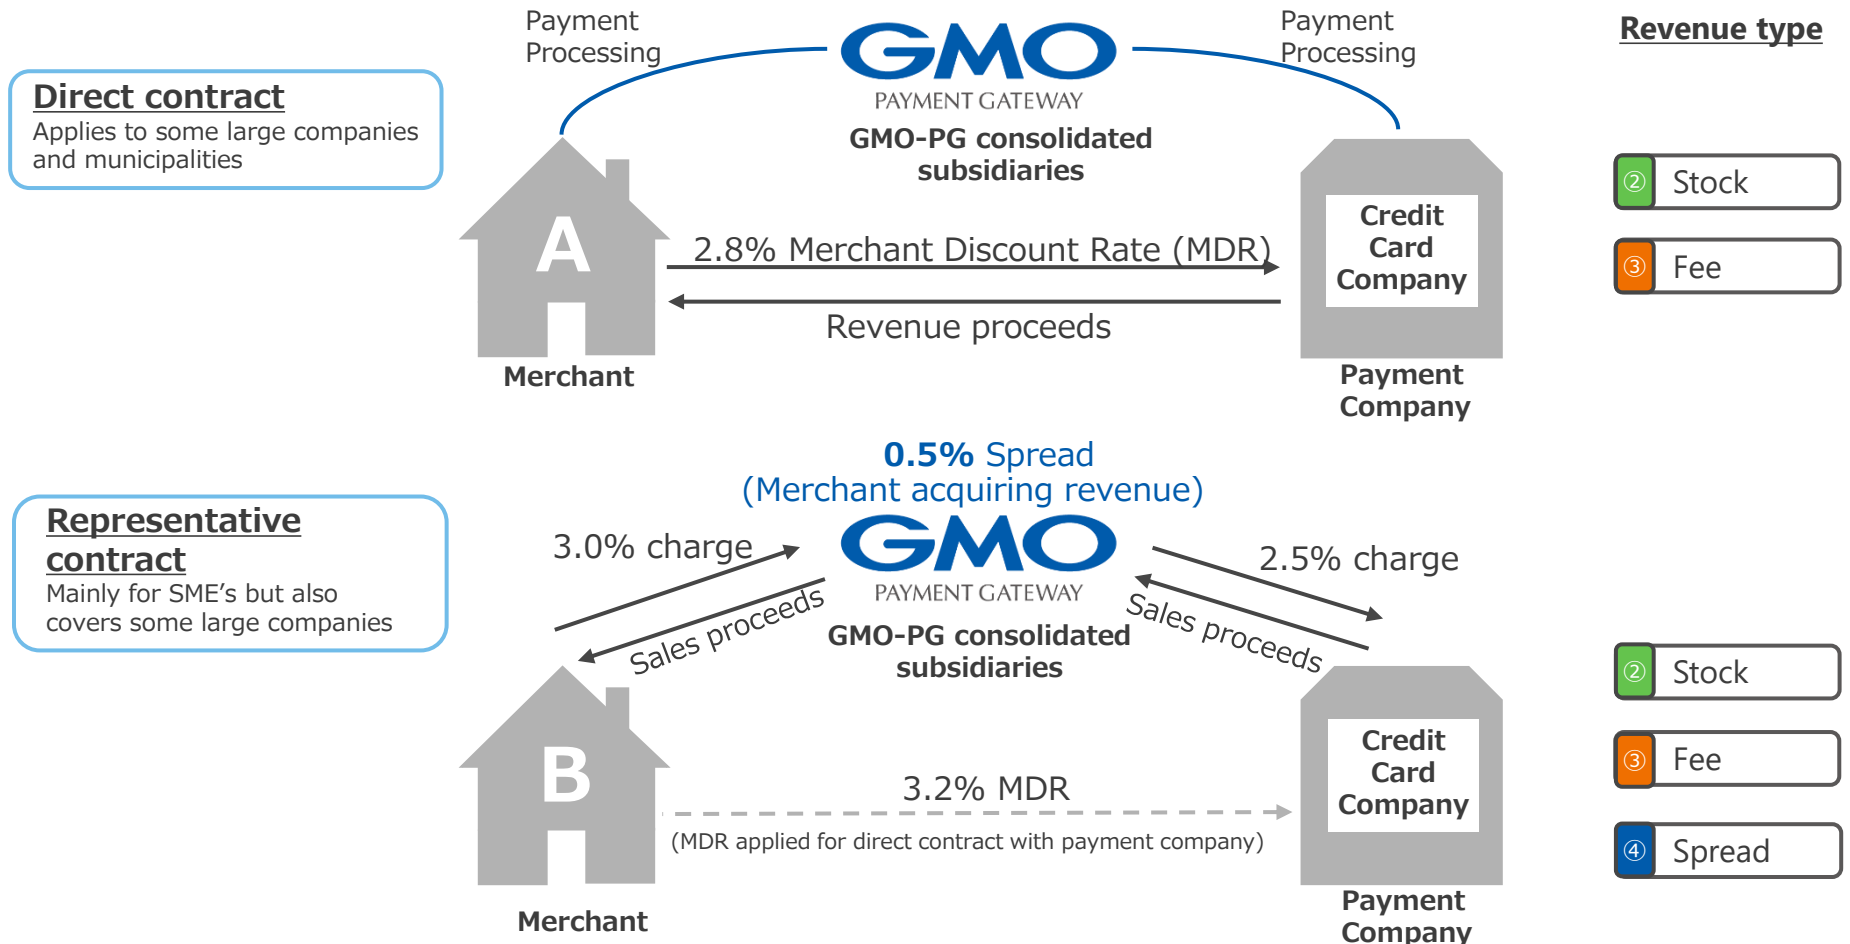 Payment
Processing
GMO
PAYMENT GATEWAY
GMO-PG consolidated
subsidiaries
Payment
Processing
Revenue type
Direct contract
Applies to some large companies
and municipalities
A
2.8% Merchant Discount Rate (MDR)
Revenue proceeds
Merchant
Credit
Card
Company
Payment
Company
② Stock
③ Fee
0.5% Spread
(Merchant acquiring revenue)
GMO
PAYMENT GATEWAY
GMO-PG consolidated
subsidiaries
Representative
contract
Mainly for SME’s but also
covers some large companies
3.0% charge
Sales proceeds
2.5% charge
Sales proceeds
B
3.2% MDR
(MDR applied for direct contract with payment company)
Merchant
Credit
Card
Company
Payment
Company
② Stock
③ Fee
④ Spread